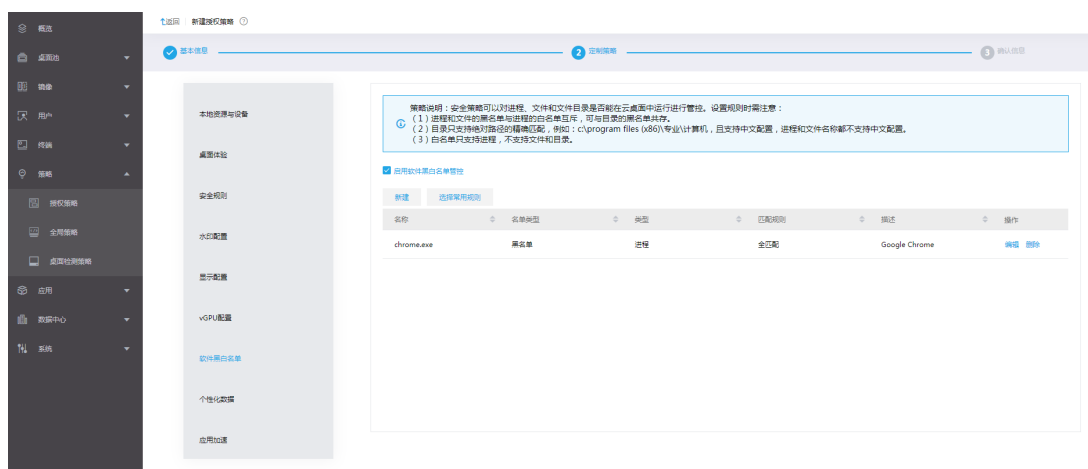 概览
桌面池
镜像
用户
终端
策略
授权策略
全局策略
桌面检测策略
应用
数据中心
系统
返回 新建授权策略
基本信息
2 定制策略
3 确认信息
本地资源与设备
桌面体验
安全规则
水印配置
显示配置
vGPU配置
软件黑白名单
个性化数据
应用加速
策略说明:安全策略可以对进程、文件和文件目录是否能在云桌面中运行进行管控。设置规则时需注意:
(1)进程和文件的黑名单与进程的白名单互斥,可与目录的黑名单共存。
(2)目录只支持绝对路径的精确匹配,例如:c:\program files (x86)\专业\计算机,且支持中文配置,进程和文件名称都不支持中文配置。
(3)白名单只支持进程,不支持文件和目录。
启用软件黑白名单管控
新建 选择常用规则
名称 名单类型 类型 匹配规则 描述 操作
chrome.exe 黑名单 进程 全匹配 Google Chrome 编辑 删除